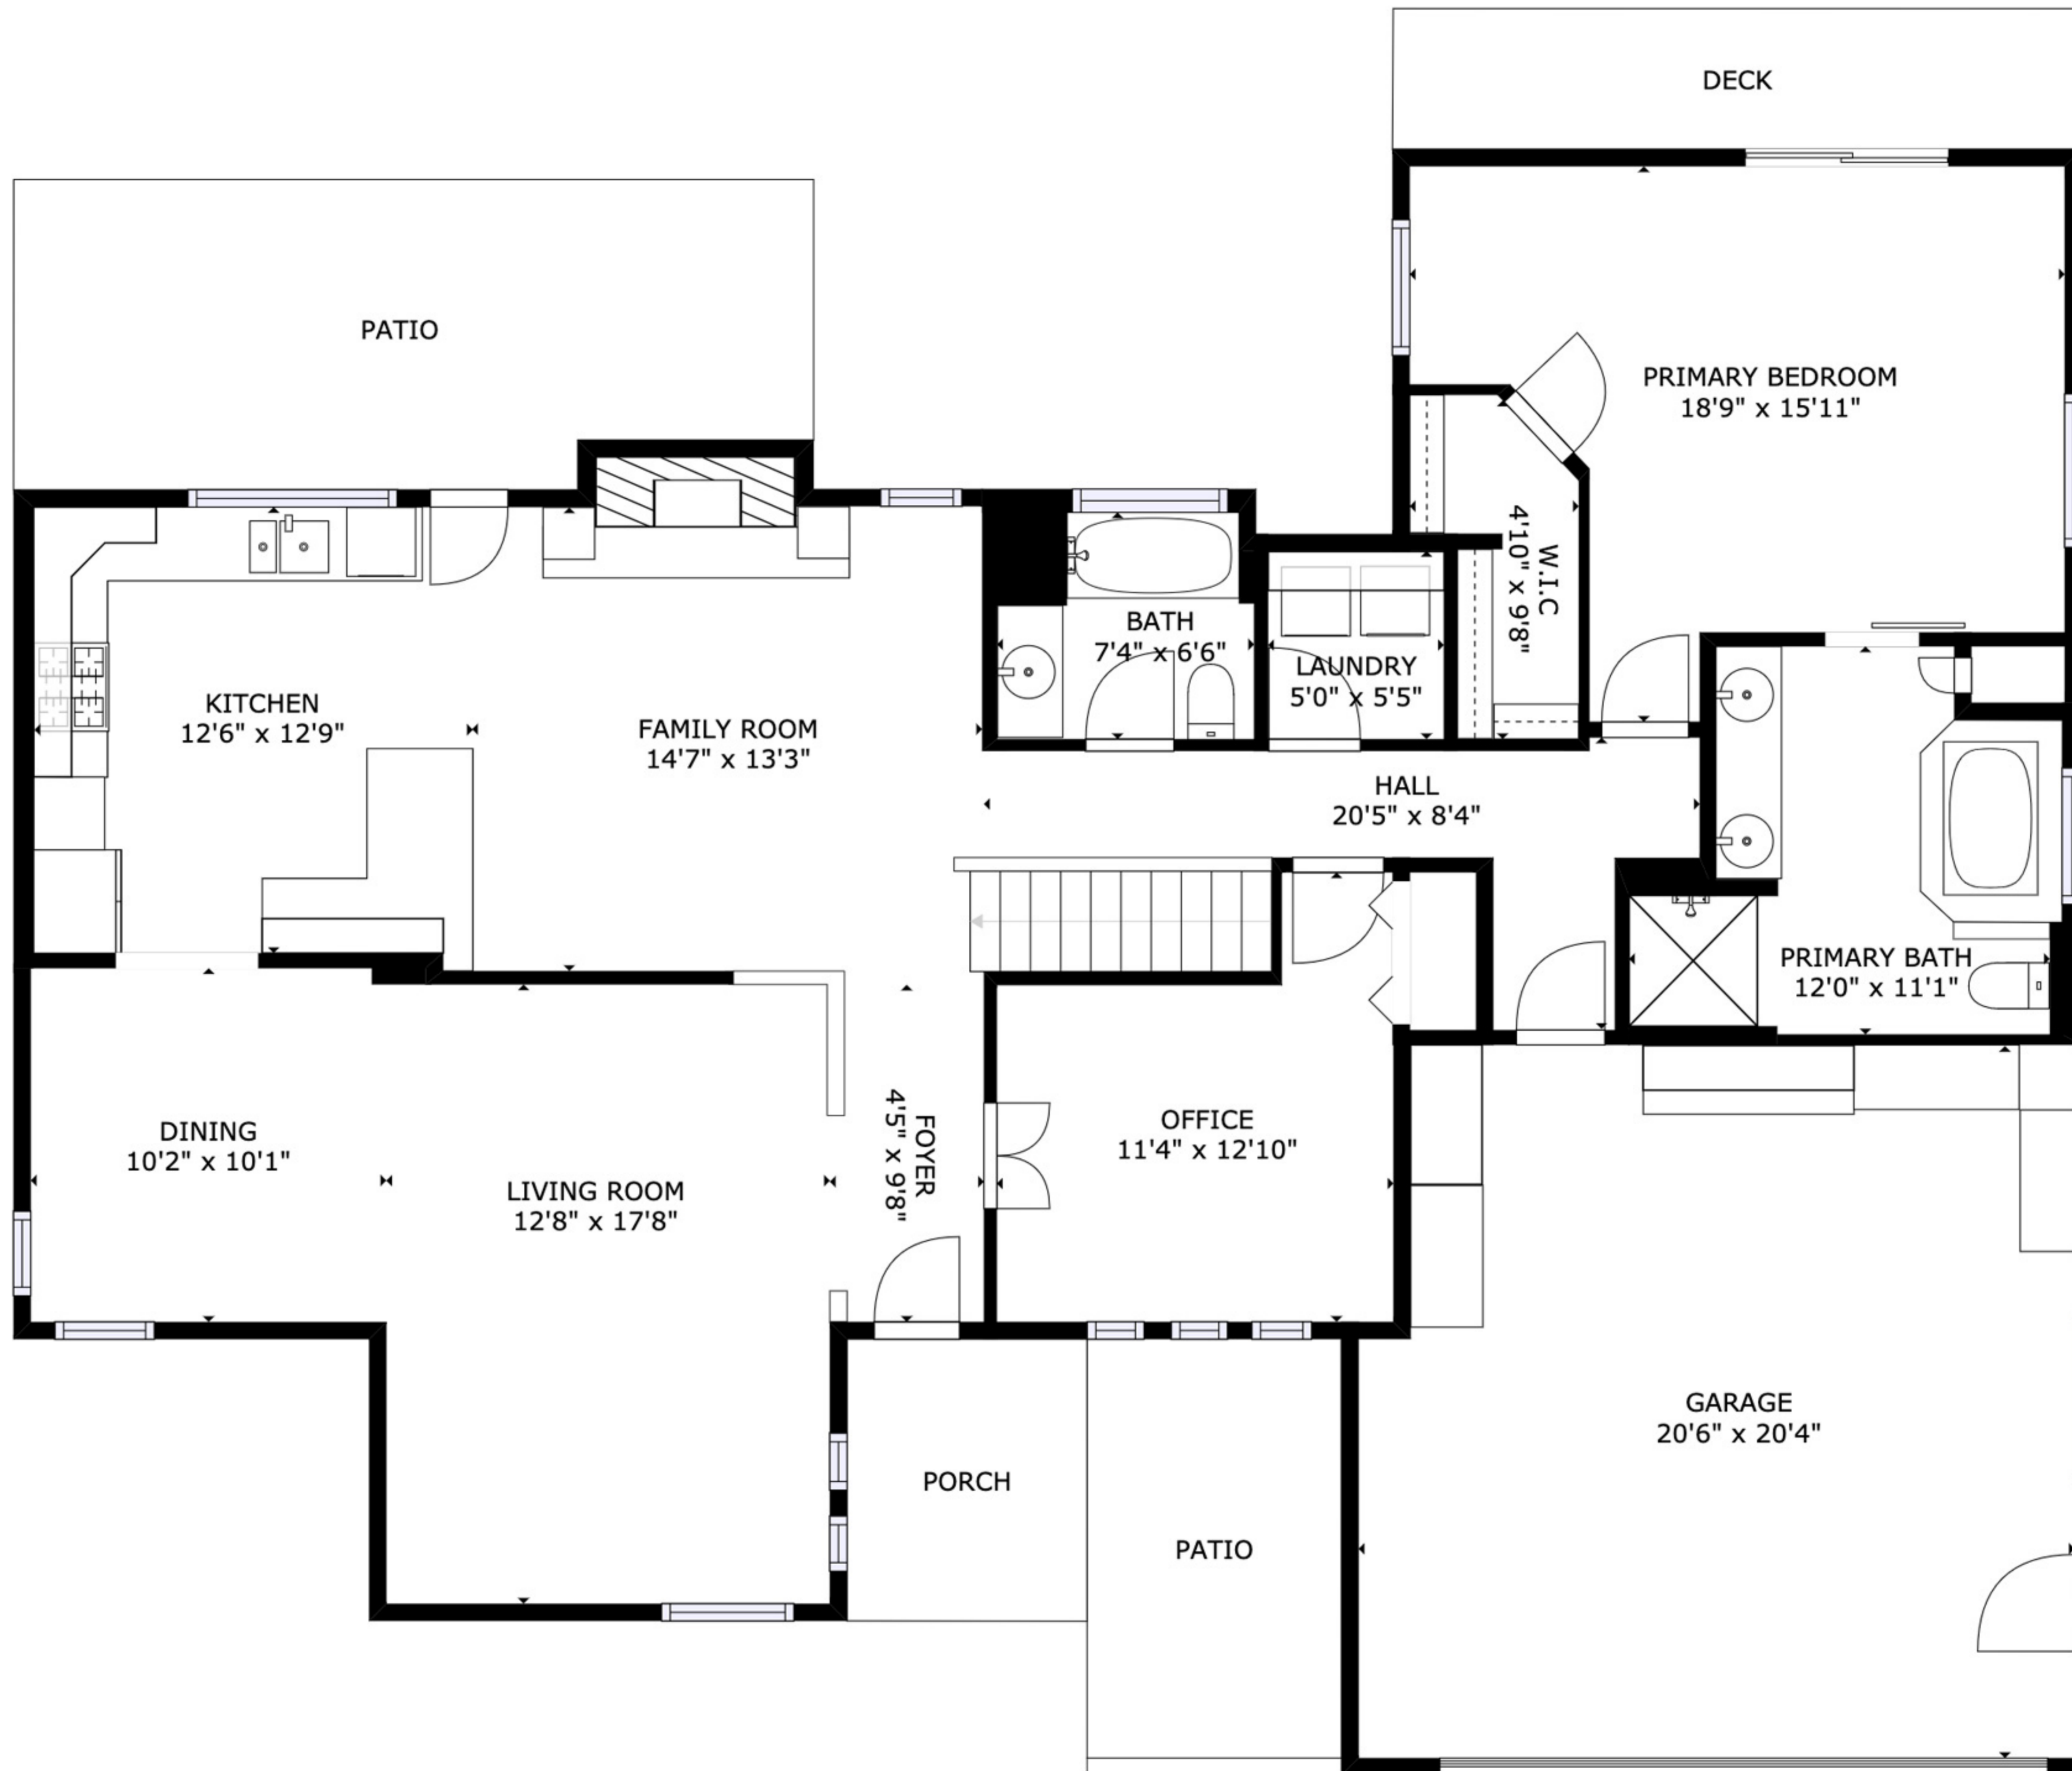 DECK
PATIO
PRIMARY BEDROOM
18'9" x 15'11"
W.I.C
4'10" x 9'8"
BATH
7'4" x 6'6"
LAUNDRY
5'0" x 5'5"
KITCHEN
12'6" x 12'9"
FAMILY ROOM
14'7" x 13'3"
HALL
20'5" x 8'4"
PRIMARY BATH
12'0" x 11'1"
DINING
10'2" x 10'1"
LIVING ROOM
12'8" x 17'8"
FOYER
4'5" x 9'8"
OFFICE
11'4" x 12'10"
GARAGE
20'6" x 20'4"
PORCH
PATIO